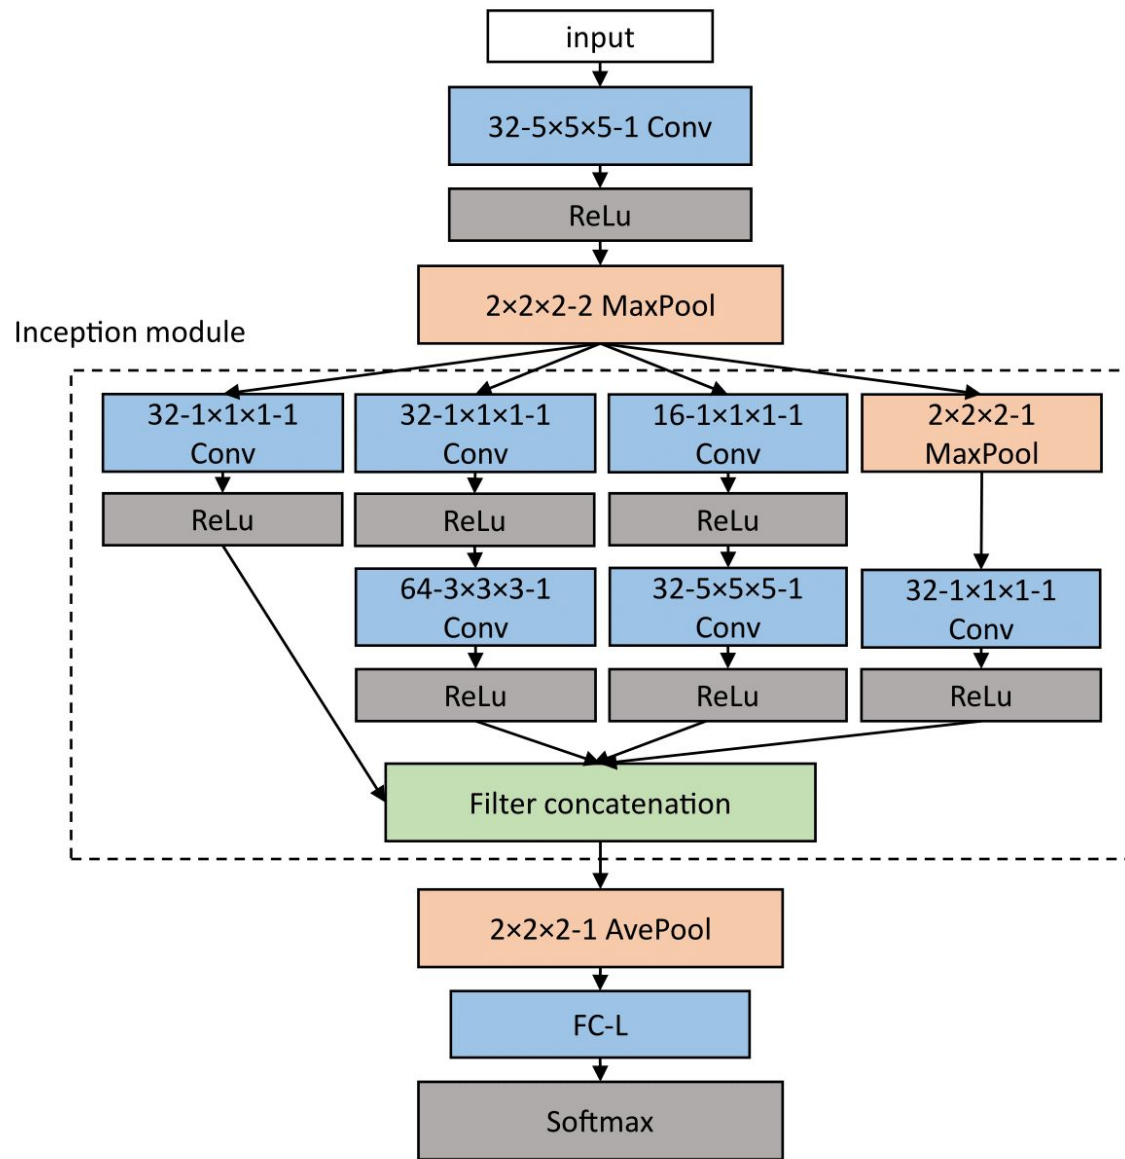 input
32-5×5×5-1 Conv
ReLu
2×2×2-2 MaxPool
Inception module
32-1×1×1-1
Conv
32-1×1×1-1
Conv
16-1×1×1-1
Conv
2×2×2-1
MaxPool
ReLu
ReLu
ReLu
64-3×3×3-1
Conv
32-5×5×5-1
Conv
32-1×1×1-1
Conv
ReLu
ReLu
ReLu
Filter concatenation
2×2×2-1 AvePool
FC-L
Softmax